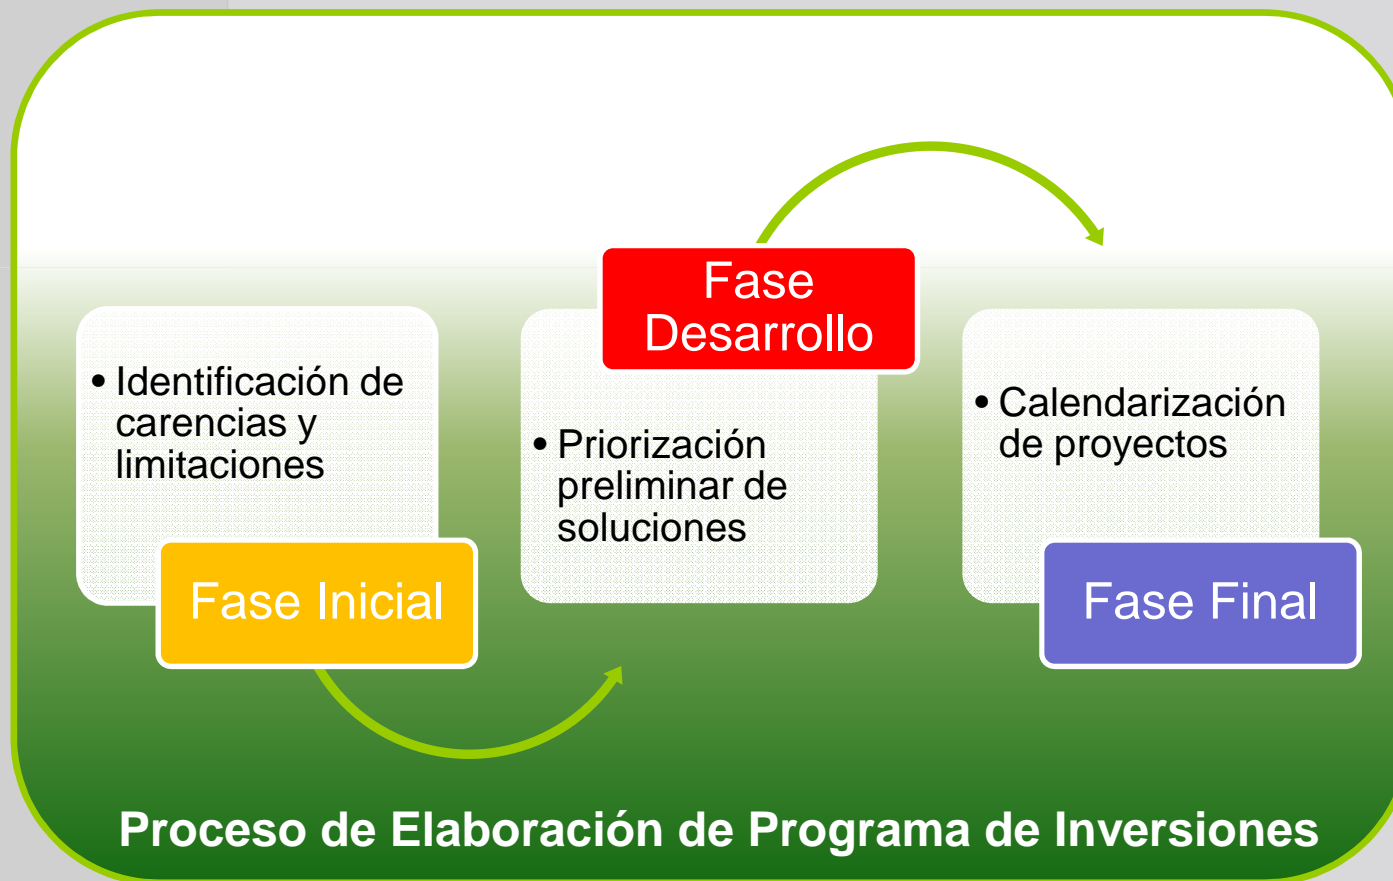 • Identificación de
carencias y
limitaciones
Fase Inicial
Fase
Desarrollo
• Priorización
preliminar de
soluciones
• Calendarización
de proyectos
Fase Final
Proceso de Elaboración de Programa de Inversiones